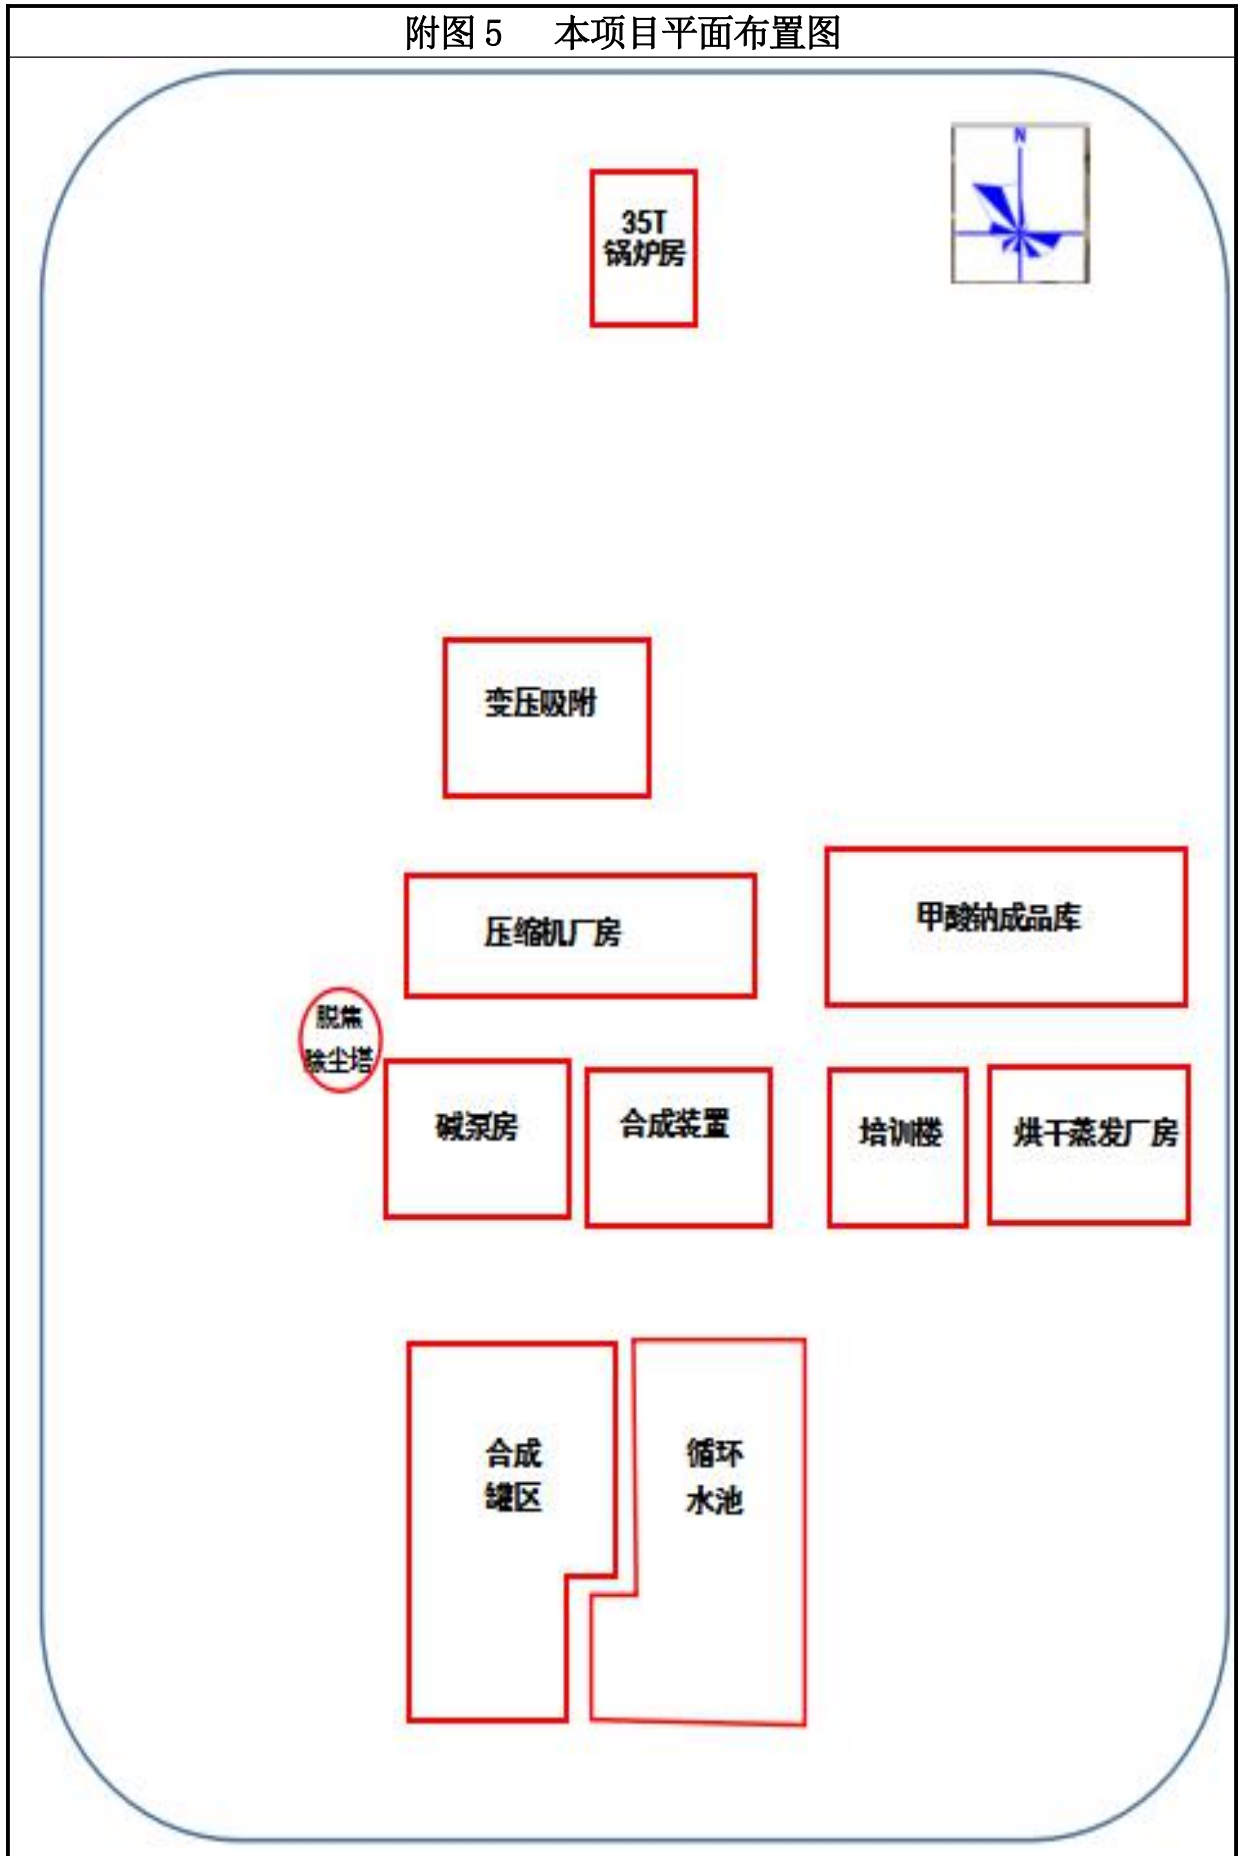 附图 5 本项目平面布置图
N
35T
锅炉房
变压吸附
压缩机厂房
甲酸钠成品库
脱焦
除尘塔
碱泵房
合成装置
培训楼
烘干蒸发厂房
合成
罐区
循环
水池